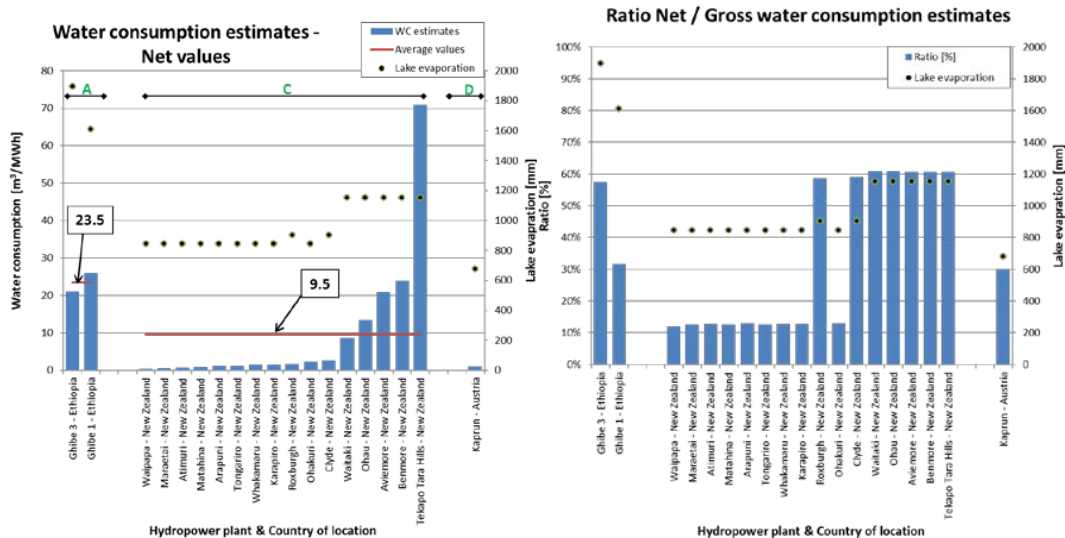 Water consumption estimates -
Net values
WC estimates
Average values
Lake evaporation
A
C
D
23.5
9.5
Water consumption [m³/MWh]
80
70
60
50
40
30
20
10
0
2000
1800
1600
1400
1200
1000
800
600
400
200
0
Lake evapration [mm]
Ghibe 3 - Ethiopia
Ghibe 1 - Ethiopia
Waipapa - New Zealand
Maraetai - New Zealand
Atimuri - New Zealand
Matahina - New Zealand
Arapuni - New Zealand
Tongariro - New Zealand
Whakamaru - New Zealand
Karapiro - New Zealand
Roxburgh - New Zealand
Ohakuri - New Zealand
Clyde - New Zealand
Waitaki - New Zealand
Ohau - New Zealand
Aviemore - New Zealand
Benmore - New Zealand
Tekapo Tara Hills - New Zealand
Kaprun - Austria
Hydropower plant & Country of location
Ratio Net / Gross water consumption estimates
Ratio [%]
Lake evaporation
Ratio [%]
100%
90%
80%
70%
60%
50%
40%
30%
20%
10%
0%
2000
1800
1600
1400
1200
1000
800
600
400
200
0
Lake evapration [mm]
Ghibe 3 - Ethiopia
Ghibe 1 - Ethiopia
Waipapa - New Zealand
Maraetai - New Zealand
Atimuri - New Zealand
Matahina - New Zealand
Arapuni - New Zealand
Tongariro - New Zealand
Whakamaru - New Zealand
Karapiro - New Zealand
Roxburgh - New Zealand
Ohakuri - New Zealand
Clyde - New Zealand
Waitaki - New Zealand
Ohau - New Zealand
Aviemore - New Zealand
Benmore - New Zealand
Tekapo Tara Hills - New Zealand
Kaprun - Austria
Hydropower plant & Country of location